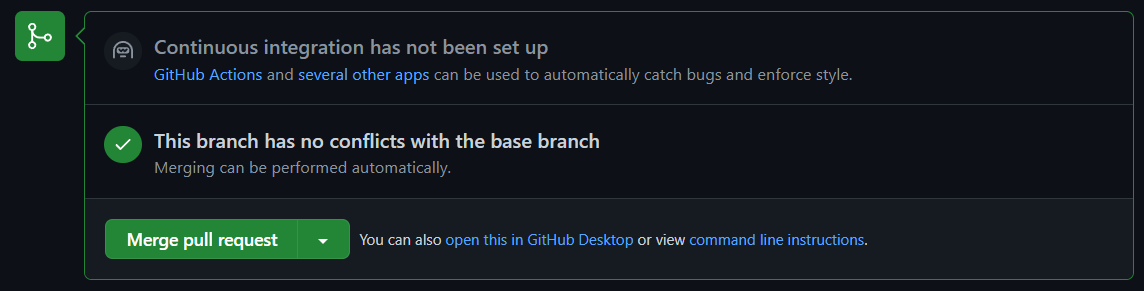 Continuous integration has not been set up
GitHub Actions and several other apps can be used to automatically catch bugs and enforce style.
This branch has no conflicts with the base branch
Merging can be performed automatically.
Merge pull request
You can also open this in GitHub Desktop or view command line instructions.